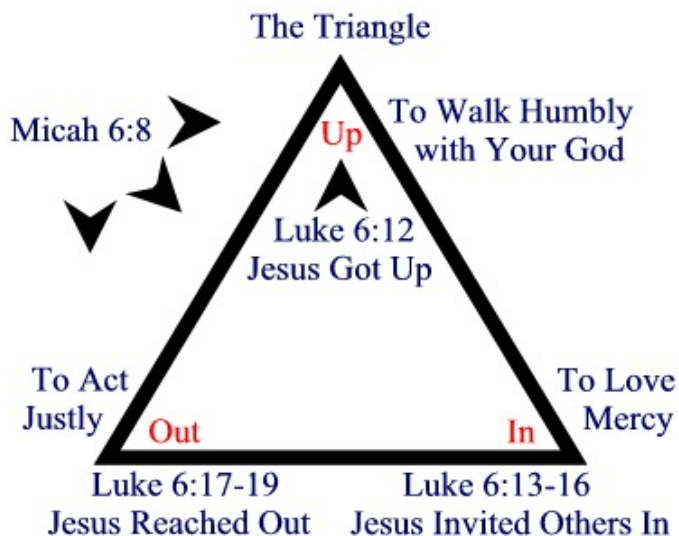 The Triangle
Micah 6:8
Up
To Walk Humbly
with Your God
Luke 6:12
Jesus Got Up
To Act
Justly
To Love
Mercy
Out
In
Luke 6:17-19
Jesus Reached Out
Luke 6:13-16
Jesus Invited Others In